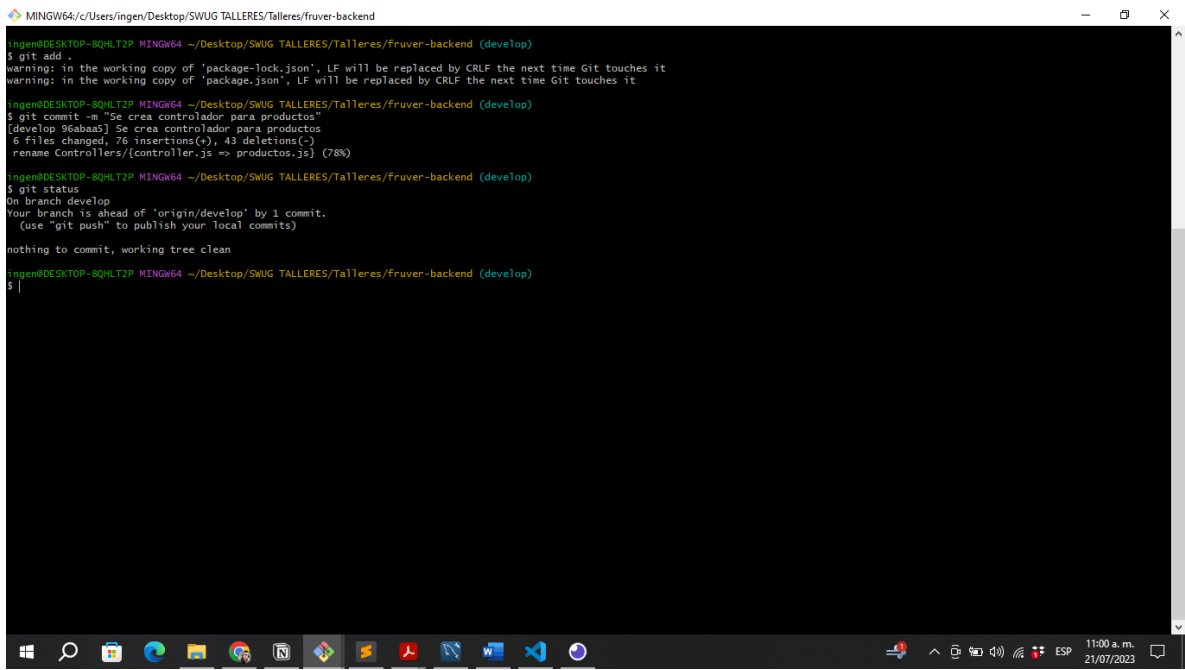 MINGW64:/c/Users/ingen/Desktop/SWUG TALLERES/Talleres/fruver-backend
ingen@DESKTOP-8QHLT2P MINGW64 ~/Desktop/SWUG TALLERES/Talleres/fruver-backend (develop)
$ git add .
warning: in the working copy of 'package-lock.json', LF will be replaced by CRLF the next time Git touches it
warning: in the working copy of 'package.json', LF will be replaced by CRLF the next time Git touches it
ingen@DESKTOP-8QHLT2P MINGW64 ~/Desktop/SWUG TALLERES/Talleres/fruver-backend (develop)
$ git commit -m "Se crea controlador para productos"
[develop 96abaa5] Se crea controlador para productos
6 files changed, 76 insertions(+), 43 deletions(-)
rename Controllers/{controller.js => productos.js} (78%)
ingen@DESKTOP-8QHLT2P MINGW64 ~/Desktop/SWUG TALLERES/Talleres/fruver-backend (develop)
$ git status
On branch develop
Your branch is ahead of 'origin/develop' by 1 commit.
(use "git push" to publish your local commits)
nothing to commit, working tree clean
ingen@DESKTOP-8QHLT2P MINGW64 ~/Desktop/SWUG TALLERES/Talleres/fruver-backend (develop)
$
ESP
11:00 a. m.
21/07/2023